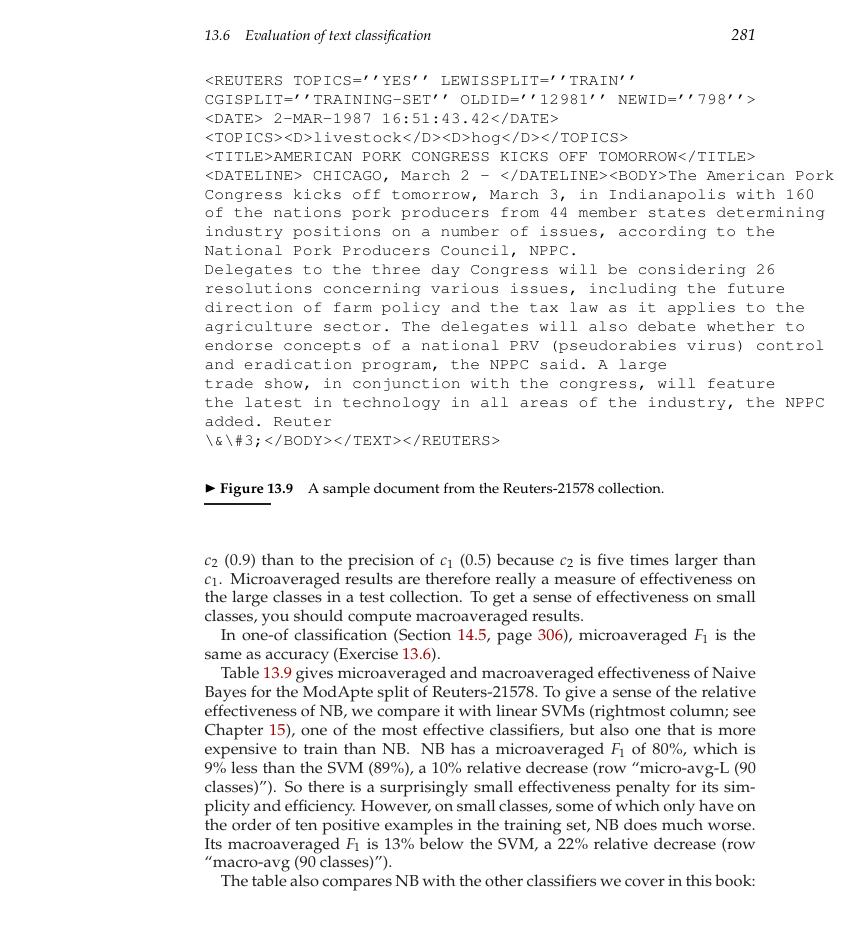 13.6 Evaluation of text classification 281
<REUTERS TOPICS=’’YES’’ LEWISSPLIT=’’TRAIN’’
CGISPLIT=’’TRAINING-SET’’ OLDID=’’12981’’ NEWID=’’798’’>
<DATE> 2-MAR-1987 16:51:43.42</DATE>
<TOPICS><D>livestock</D><D>hog</D></TOPICS>
<TITLE>AMERICAN PORK CONGRESS KICKS OFF TOMORROW</TITLE>
<DATELINE> CHICAGO, March 2 - </DATELINE><BODY>The American Pork
Congress kicks off tomorrow, March 3, in Indianapolis with 160
of the nations pork producers from 44 member states determining
industry positions on a number of issues, according to the
National Pork Producers Council, NPPC.
Delegates to the three day Congress will be considering 26
resolutions concerning various issues, including the future
direction of farm policy and the tax law as it applies to the
agriculture sector. The delegates will also debate whether to
endorse concepts of a national PRV (pseudorabies virus) control
and eradication program, the NPPC said. A large
trade show, in conjunction with the congress, will feature
the latest in technology in all areas of the industry, the NPPC
added. Reuter
\&\#3;</BODY></TEXT></REUTERS>
► Figure 13.9 A sample document from the Reuters-21578 collection.
c2 (0.9) than to the precision of c1 (0.5) because c2 is five times larger than
c1. Microaveraged results are therefore really a measure of effectiveness on
the large classes in a test collection. To get a sense of effectiveness on small
classes, you should compute macroaveraged results.
In one-of classification (Section 14.5, page 306), microaveraged F1 is the
same as accuracy (Exercise 13.6).
Table 13.9 gives microaveraged and macroaveraged effectiveness of Naive
Bayes for the ModApte split of Reuters-21578. To give a sense of the relative
effectiveness of NB, we compare it with linear SVMs (rightmost column; see
Chapter 15), one of the most effective classifiers, but also one that is more
expensive to train than NB. NB has a microaveraged F1 of 80%, which is
9% less than the SVM (89%), a 10% relative decrease (row “micro-avg-L (90
classes)”). So there is a surprisingly small effectiveness penalty for its sim-
plicity and efficiency. However, on small classes, some of which only have on
the order of ten positive examples in the training set, NB does much worse.
Its macroaveraged F1 is 13% below the SVM, a 22% relative decrease (row
“macro-avg (90 classes)”).
The table also compares NB with the other classifiers we cover in this book: